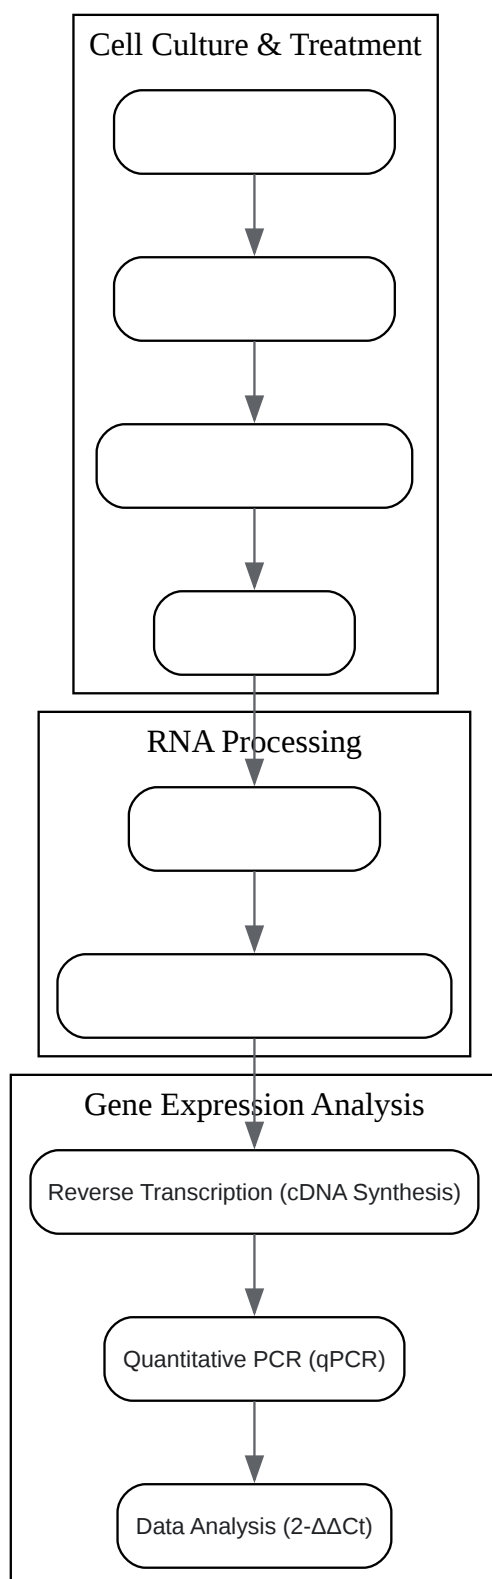 Cell Culture & Treatment
RNA Processing
Gene Expression Analysis
Reverse Transcription (cDNA Synthesis)
Quantitative PCR (qPCR)
Data Analysis (2-ΔΔCt)